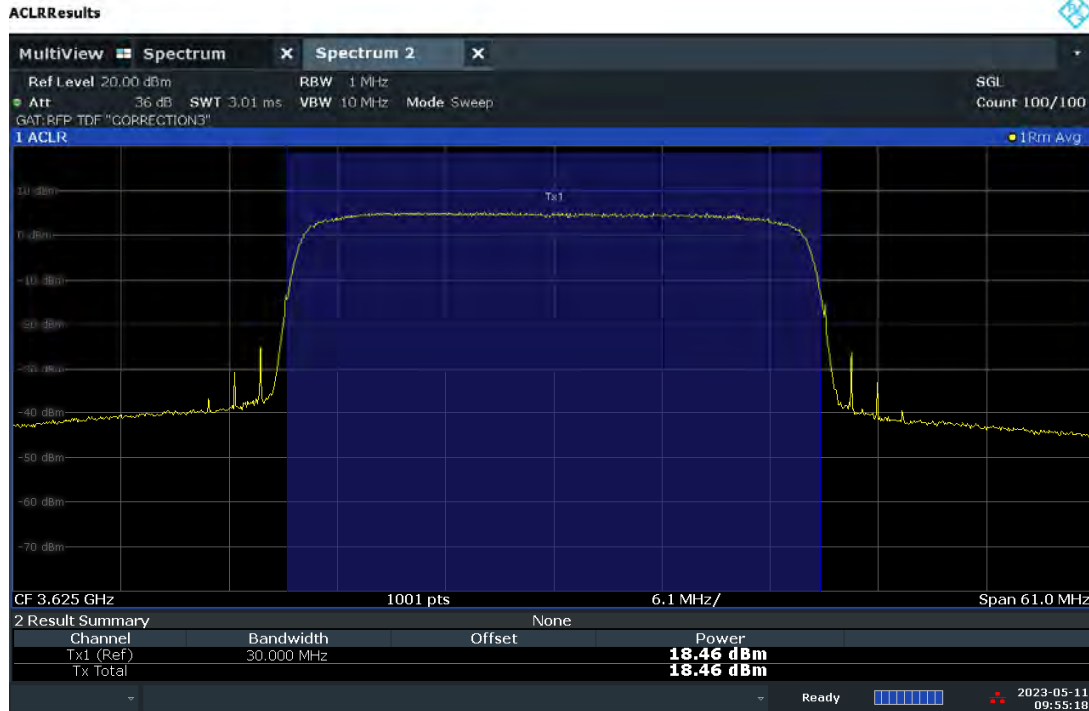 ACLRResults
MultiView Spectrum × Spectrum 2 ×
Ref Level 20.00 dBm RBW 1 MHz SGL
Att 36 dB SWT 3.01 ms VBW 10 MHz Mode Sweep Count 100/100
GAT:RFP TDF "CORRECTION3"
1 ACLR 1Rm Avg
10 dBm
Tx1
0 dBm
-10 dBm
-20 dBm
-30 dBm
-40 dBm
-50 dBm
-60 dBm
-70 dBm
CF 3.625 GHz 1001 pts 6.1 MHz/ Span 61.0 MHz
2 Result Summary None
Channel Bandwidth Offset Power
Tx1 (Ref) 30.000 MHz 18.46 dBm
Tx Total 18.46 dBm
Ready 2023-05-11
09:55:18